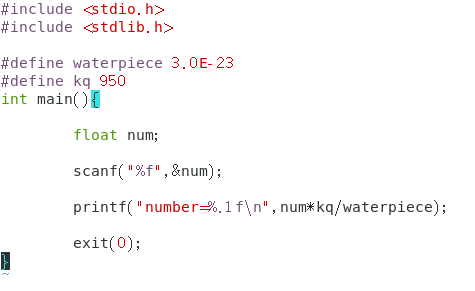 #include <stdio.h>
#include <stdlib.h>
#define waterpiece 3.0E-23
#define kq 950
int main(){
float num;
scanf("%f",&num);
printf("number=%.1f\n",num*kq/waterpiece);
exit(0);
}
~